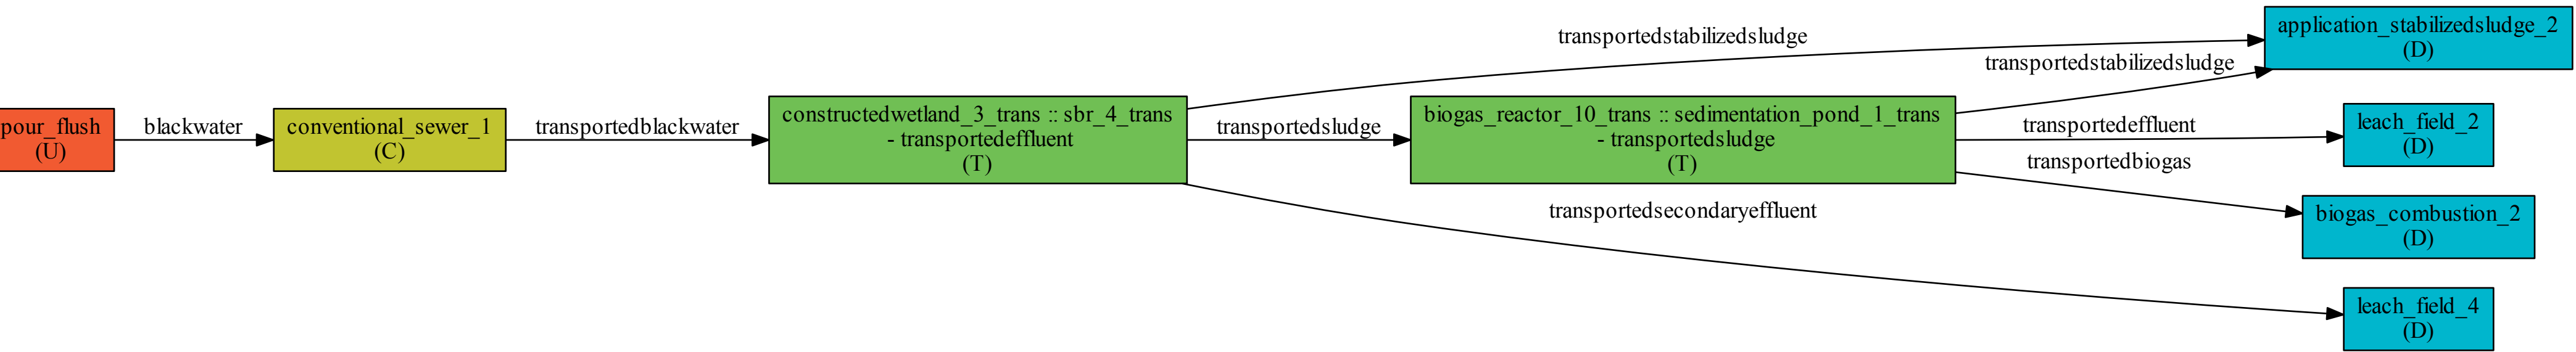 pour_flush
(U)
blackwater
conventional_sewer_1
(C)
transportedblackwater
constructedwetland_3_trans :: sbr_4_trans
- transportedeffluent
(T)
transportedstabilizedsludge
transportedsludge
transportedsecondaryeffluent
biogas_reactor_10_trans :: sedimentation_pond_1_trans
- transportedsludge
(T)
transportedstabilizedsludge
transportedeffluent
transportedbiogas
application_stabilizedsludge_2
(D)
leach_field_2
(D)
biogas_combustion_2
(D)
leach_field_4
(D)